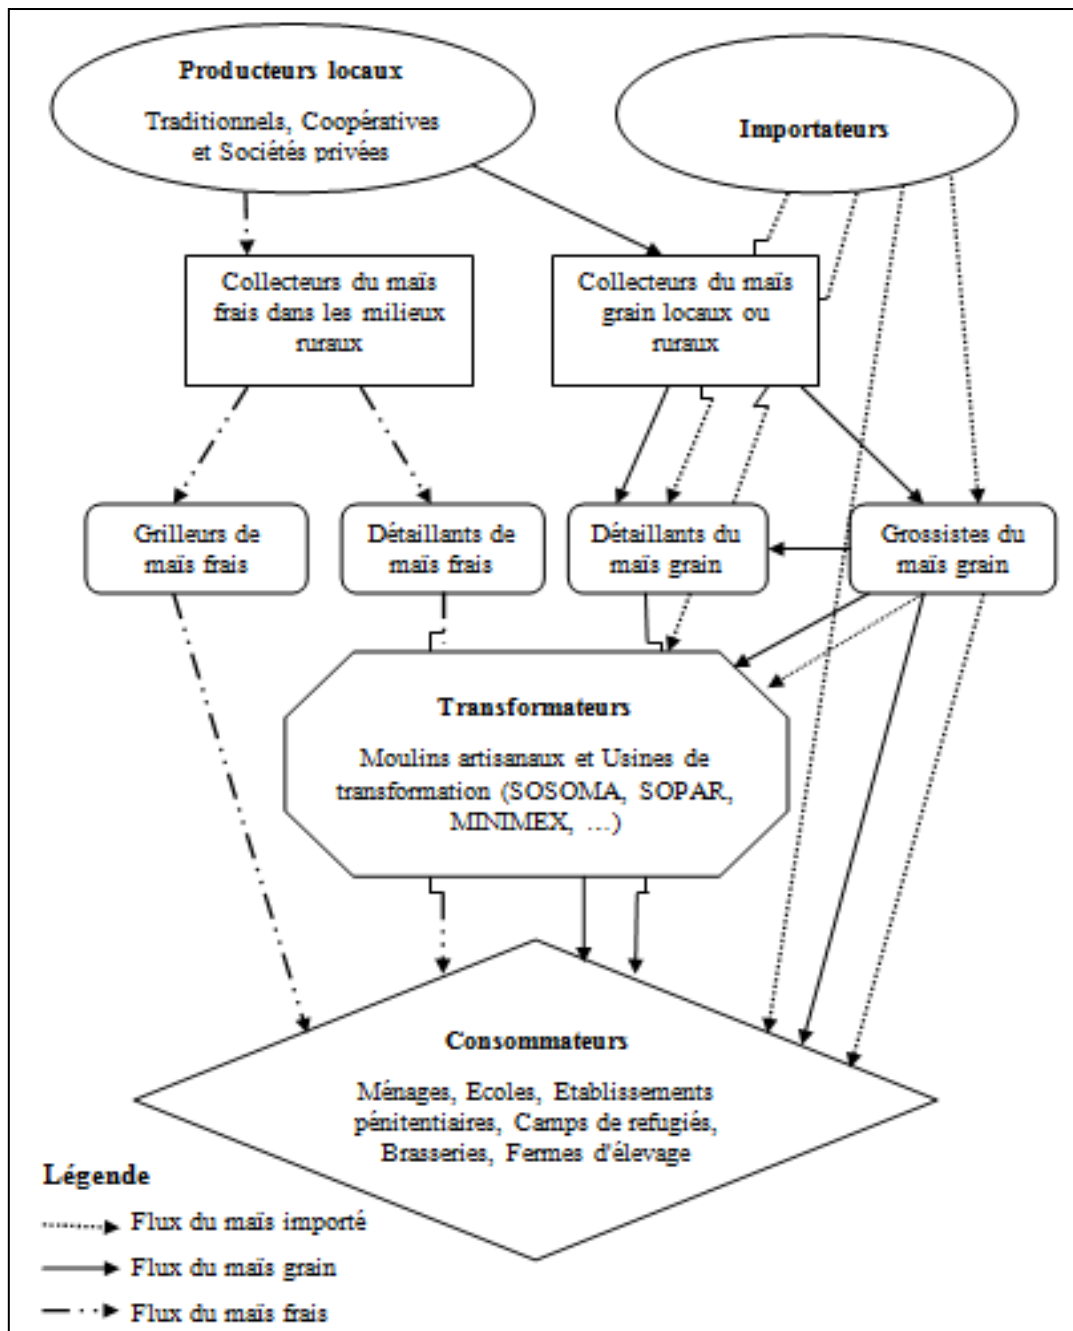 Producteurs locaux
Traditionnels, Coopératives
et Sociétés privées
Importateurs
Collecteurs du maïs
frais dans les milieux
ruraux
Collecteurs du maïs
grain locaux ou
ruraux
Grilleurs de
maïs frais
Détaillants de
maïs frais
Détaillants du
maïs grain
Grossistes du
maïs grain
Transformateurs
Moulins artisanaux et Usines de
transformation (SOSOMA, SOPAR,
MINIMEX, …)
Consommateurs
Ménages, Ecoles, Etablissements
pénitentiaires, Camps de refugiés,
Brasseries, Fermes d'élevage
Légende
Flux du maïs importé
Flux du maïs grain
Flux du maïs frais